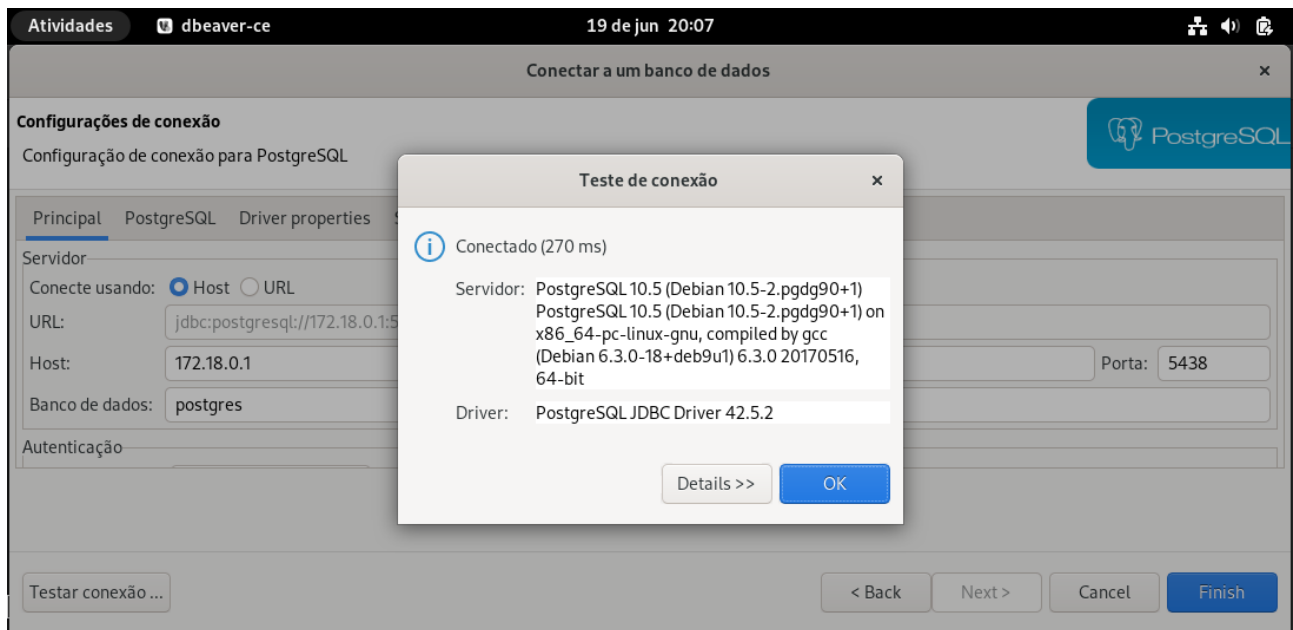 Atividades dbeaver-ce 19 de jun 20:07
Conectar a um banco de dados ×
Configurações de conexão
Configuração de conexão para PostgreSQL
PostgreSQL
Teste de conexão ×
Principal PostgreSQL Driver properties
Conectado (270 ms)
Servidor
Conecte usando: Host URL
Servidor: PostgreSQL 10.5 (Debian 10.5-2.pgdg90+1)
PostgreSQL 10.5 (Debian 10.5-2.pgdg90+1) on
x86_64-pc-linux-gnu, compiled by gcc
(Debian 6.3.0-18+deb9u1) 6.3.0 20170516,
64-bit
URL: jdbc:postgresql://172.18.0.1:5
Host: 172.18.0.1 Porta: 5438
Banco de dados: postgres
Driver: PostgreSQL JDBC Driver 42.5.2
Autenticação
Details >> OK
Testar conexão ... < Back Next > Cancel Finish